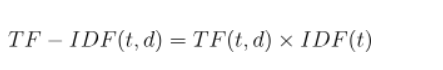 TF − IDF(t, d) = TF(t, d) × IDF(t)